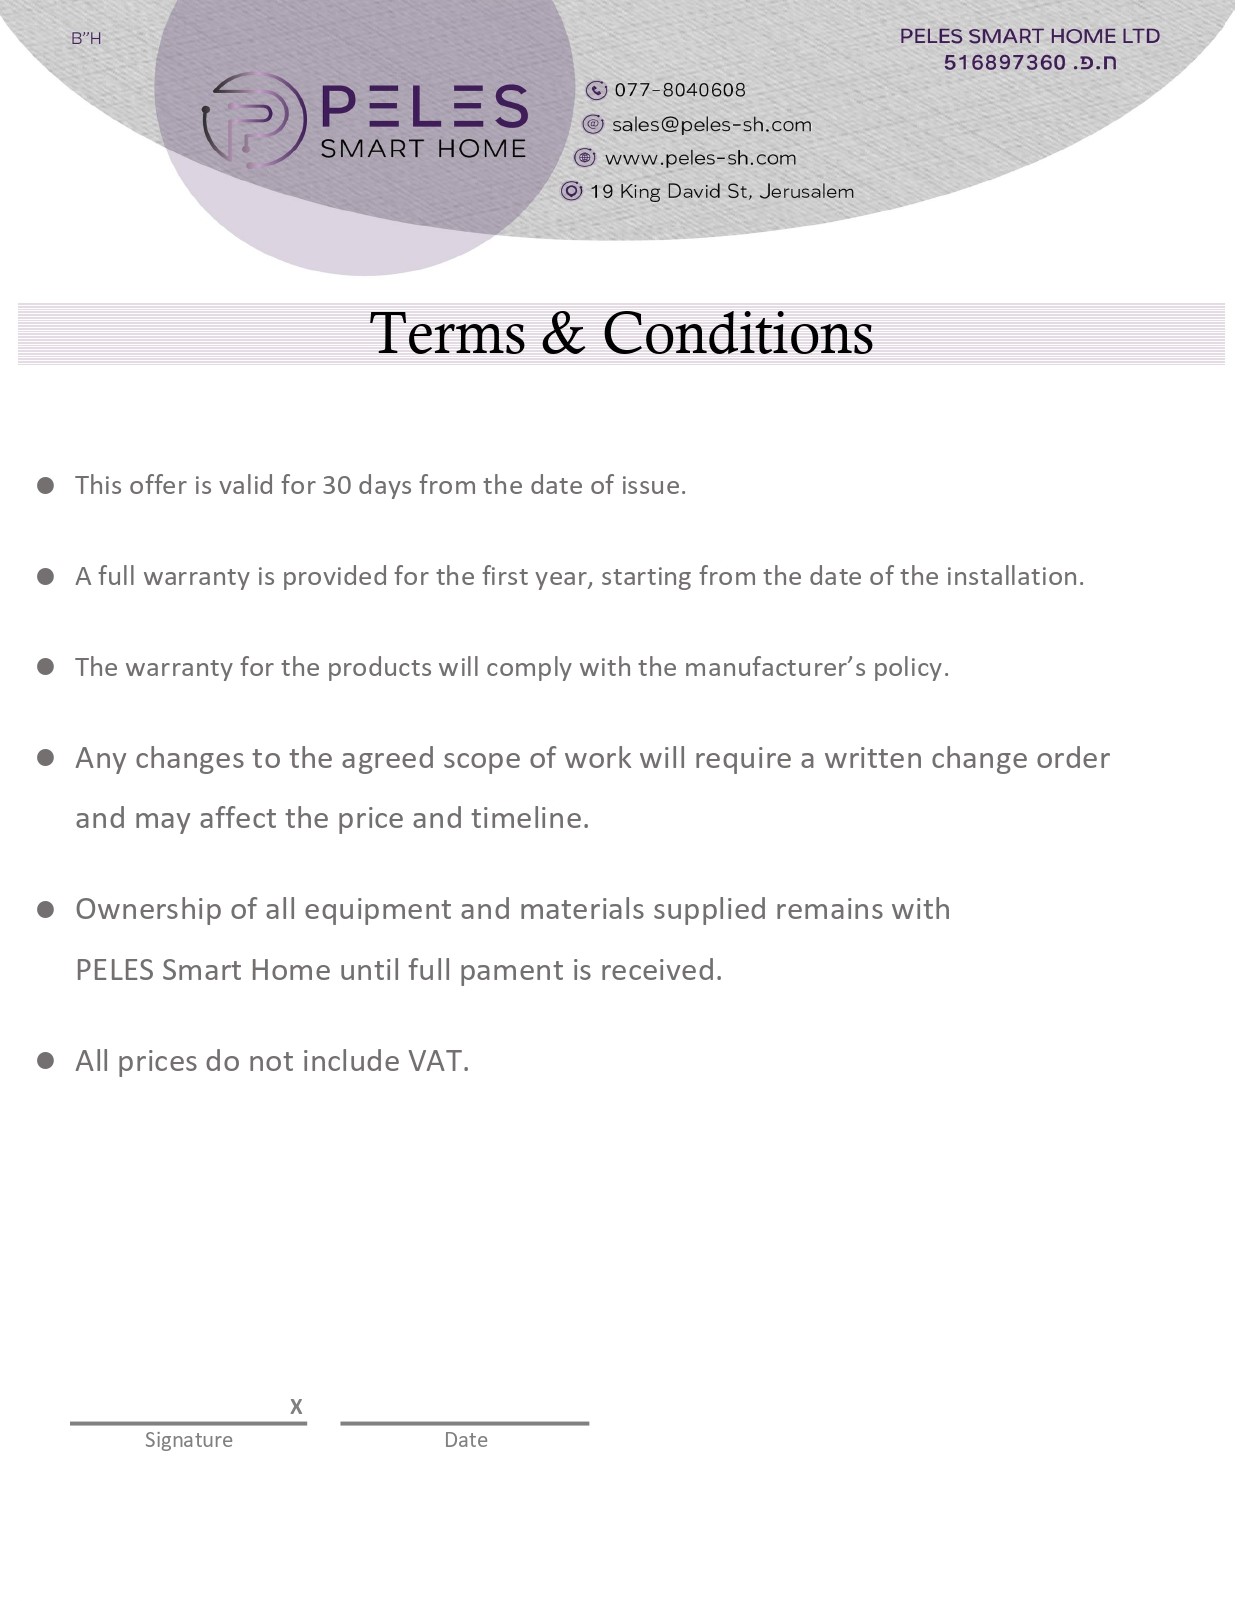 B"H
PELES SMART HOME LTD
ח.פ. 516897360
PELES
SMART HOME
077-8040608
sales@peles-sh.com
www.peles-sh.com
19 King David St, Jerusalem
Terms & Conditions
This offer is valid for 30 days from the date of issue.
A full warranty is provided for the first year, starting from the date of the installation.
The warranty for the products will comply with the manufacturer’s policy.
Any changes to the agreed scope of work will require a written change order
and may affect the price and timeline.
Ownership of all equipment and materials supplied remains with
PELES Smart Home until full pament is received.
All prices do not include VAT.
X
Signature
Date